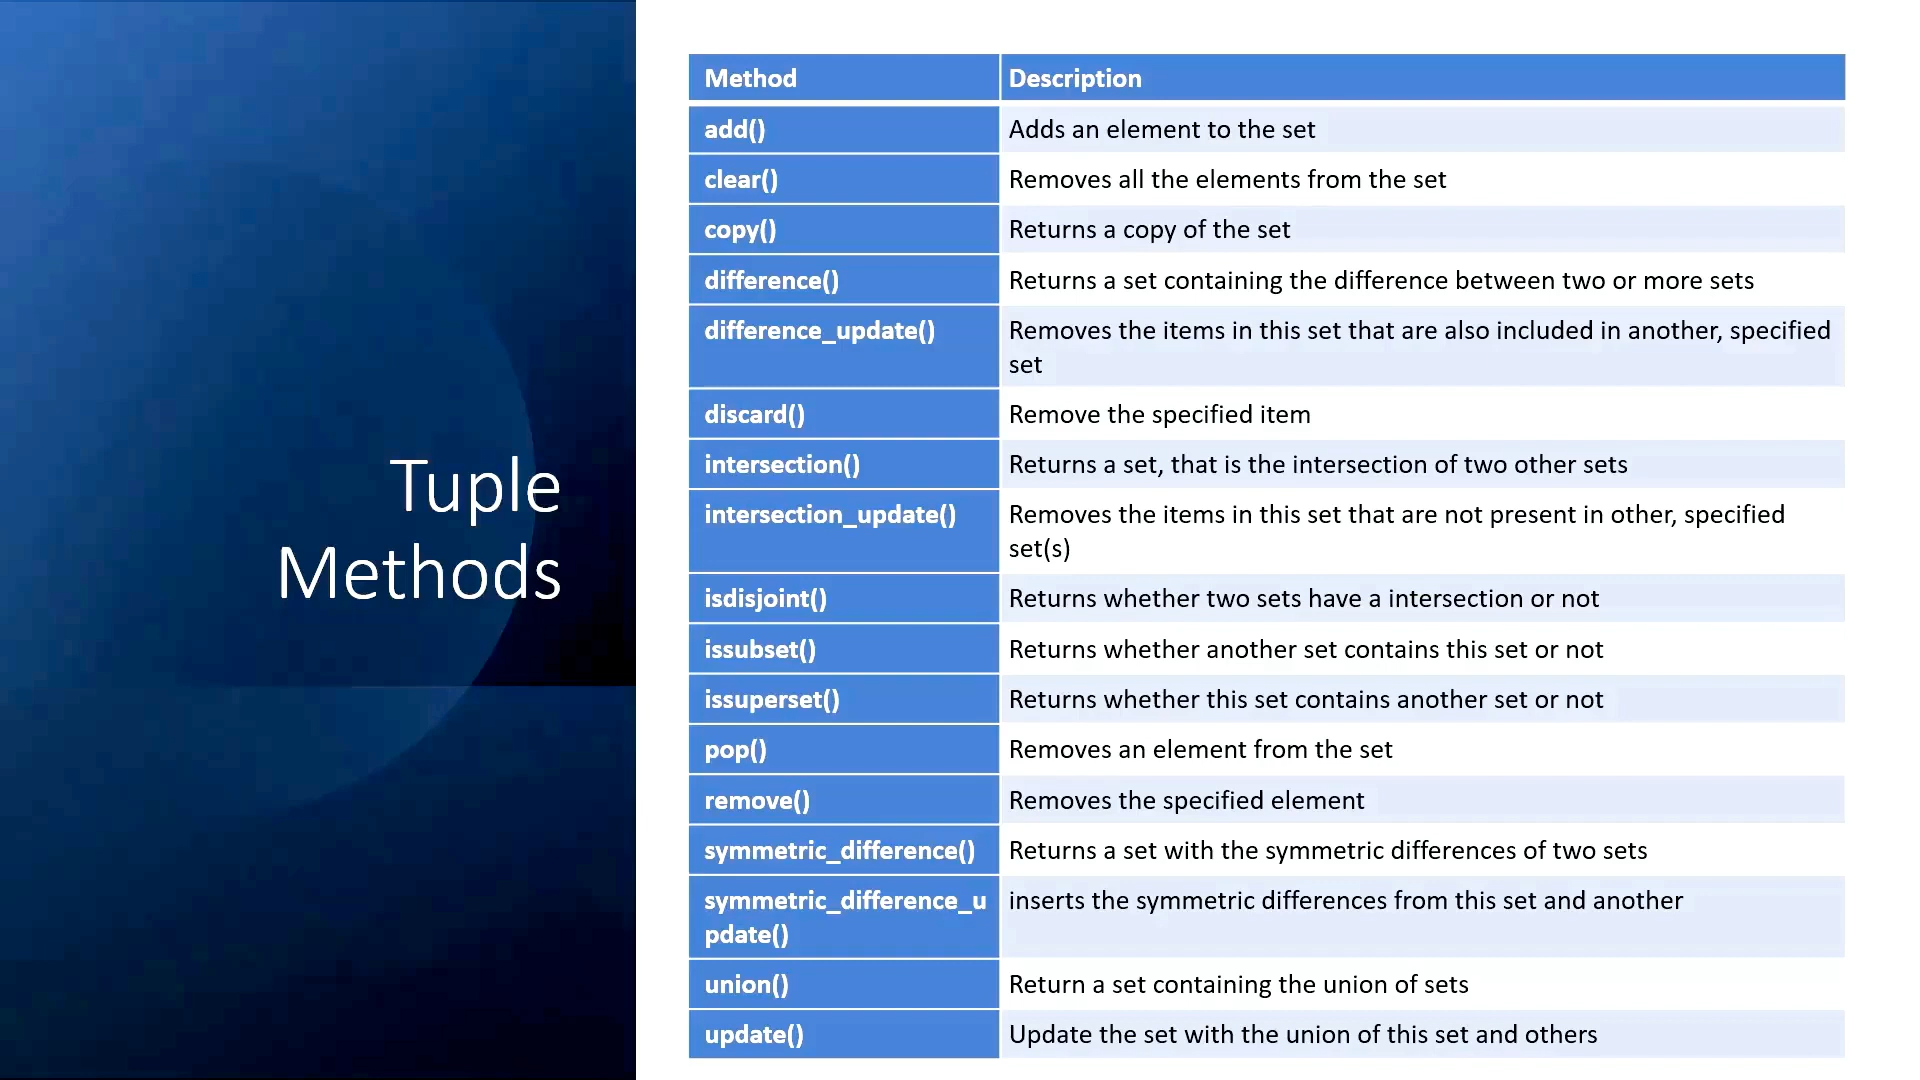 Tuple
Methods
Method Description
add() Adds an element to the set
clear() Removes all the elements from the set
copy() Returns a copy of the set
difference() Returns a set containing the difference between two or more sets
difference_update() Removes the items in this set that are also included in another, specified
set
discard() Remove the specified item
intersection() Returns a set, that is the intersection of two other sets
intersection_update() Removes the items in this set that are not present in other, specified
set(s)
isdisjoint() Returns whether two sets have a intersection or not
issubset() Returns whether another set contains this set or not
issuperset() Returns whether this set contains another set or not
pop() Removes an element from the set
remove() Removes the specified element
symmetric_difference() Returns a set with the symmetric differences of two sets
symmetric_difference_u inserts the symmetric differences from this set and another
pdate()
union() Return a set containing the union of sets
update() Update the set with the union of this set and others